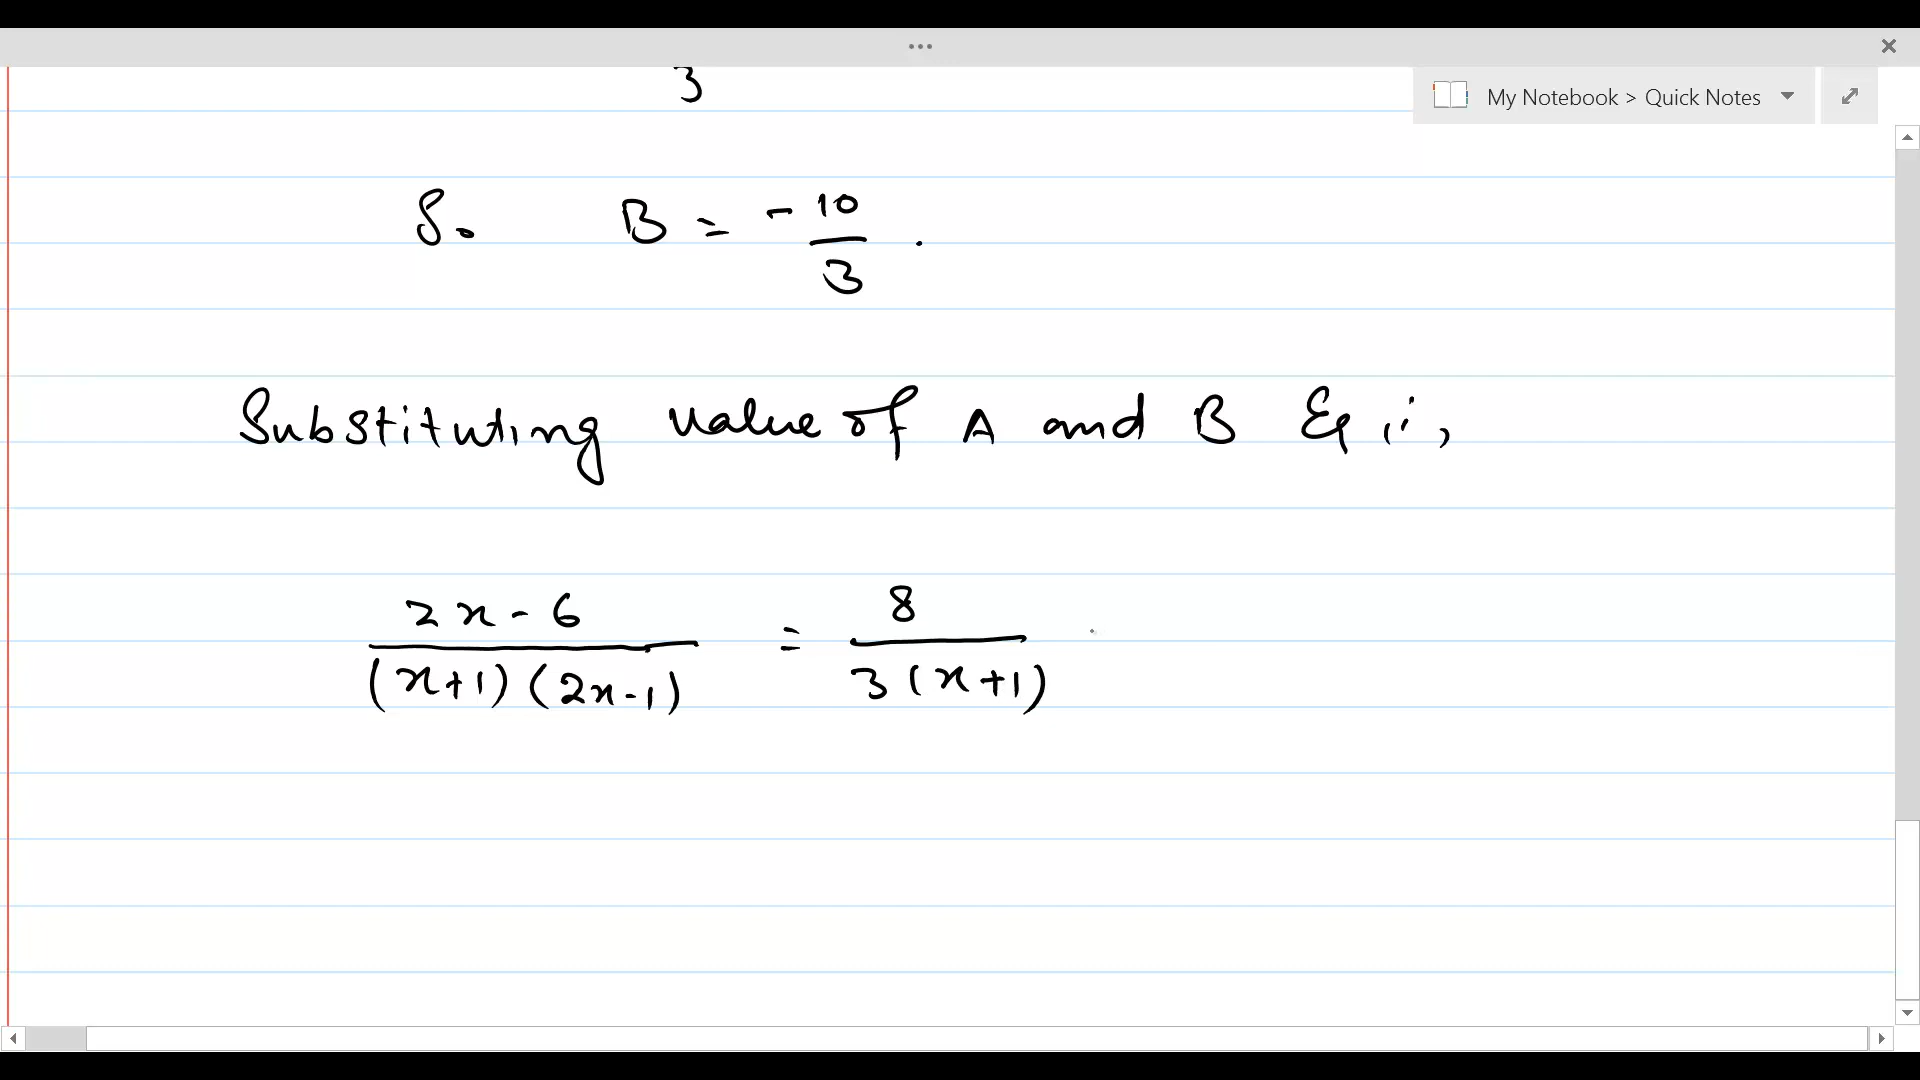 ...
My Notebook > Quick Notes
3
So B = -10/3 .
Substituting value of A and B Eq i,
2x - 6 / (x+1)(2x-1) = 8 / 3(x+1)